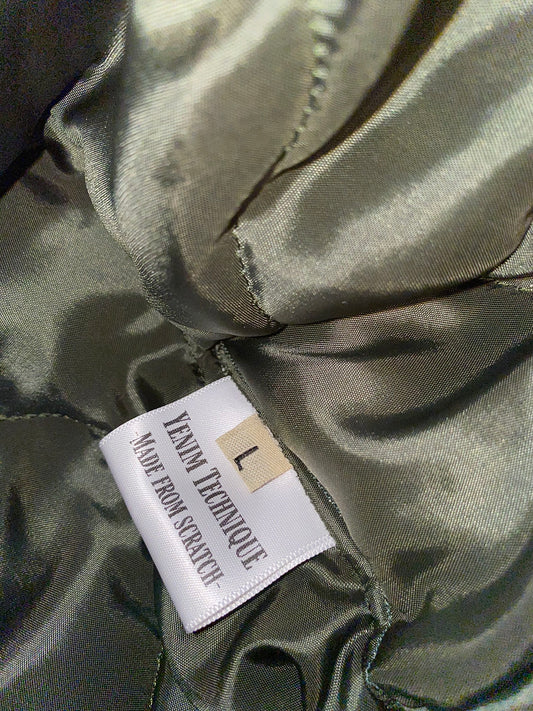 L
YENIM TECHNIQUE
-MADE FROM SCRATCH-